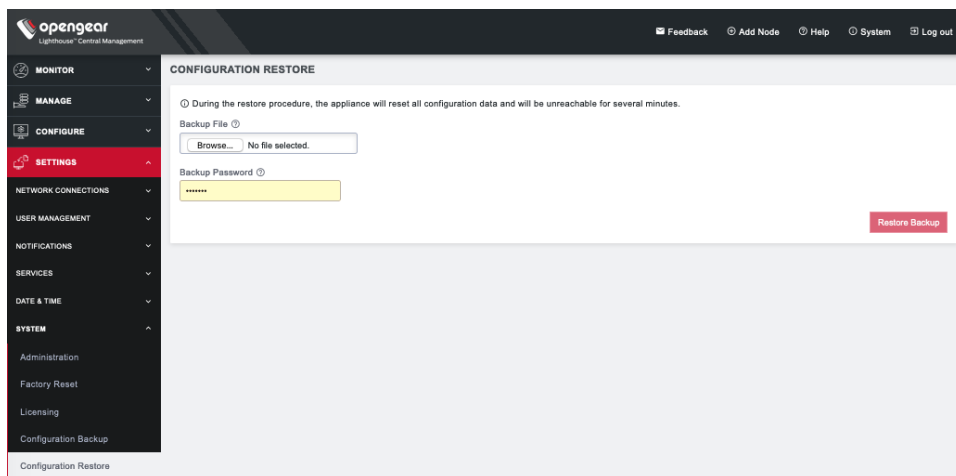 opengear
Lighthouse™ Central Management
Feedback
Add Node
Help
System
Log out
MONITOR
MANAGE
CONFIGURE
SETTINGS
NETWORK CONNECTIONS
USER MANAGEMENT
NOTIFICATIONS
SERVICES
DATE & TIME
SYSTEM
Administration
Factory Reset
Licensing
Configuration Backup
Configuration Restore
CONFIGURATION RESTORE
During the restore procedure, the appliance will reset all configuration data and will be unreachable for several minutes.
Backup File
Browse... No file selected.
Backup Password
•••••••
Restore Backup